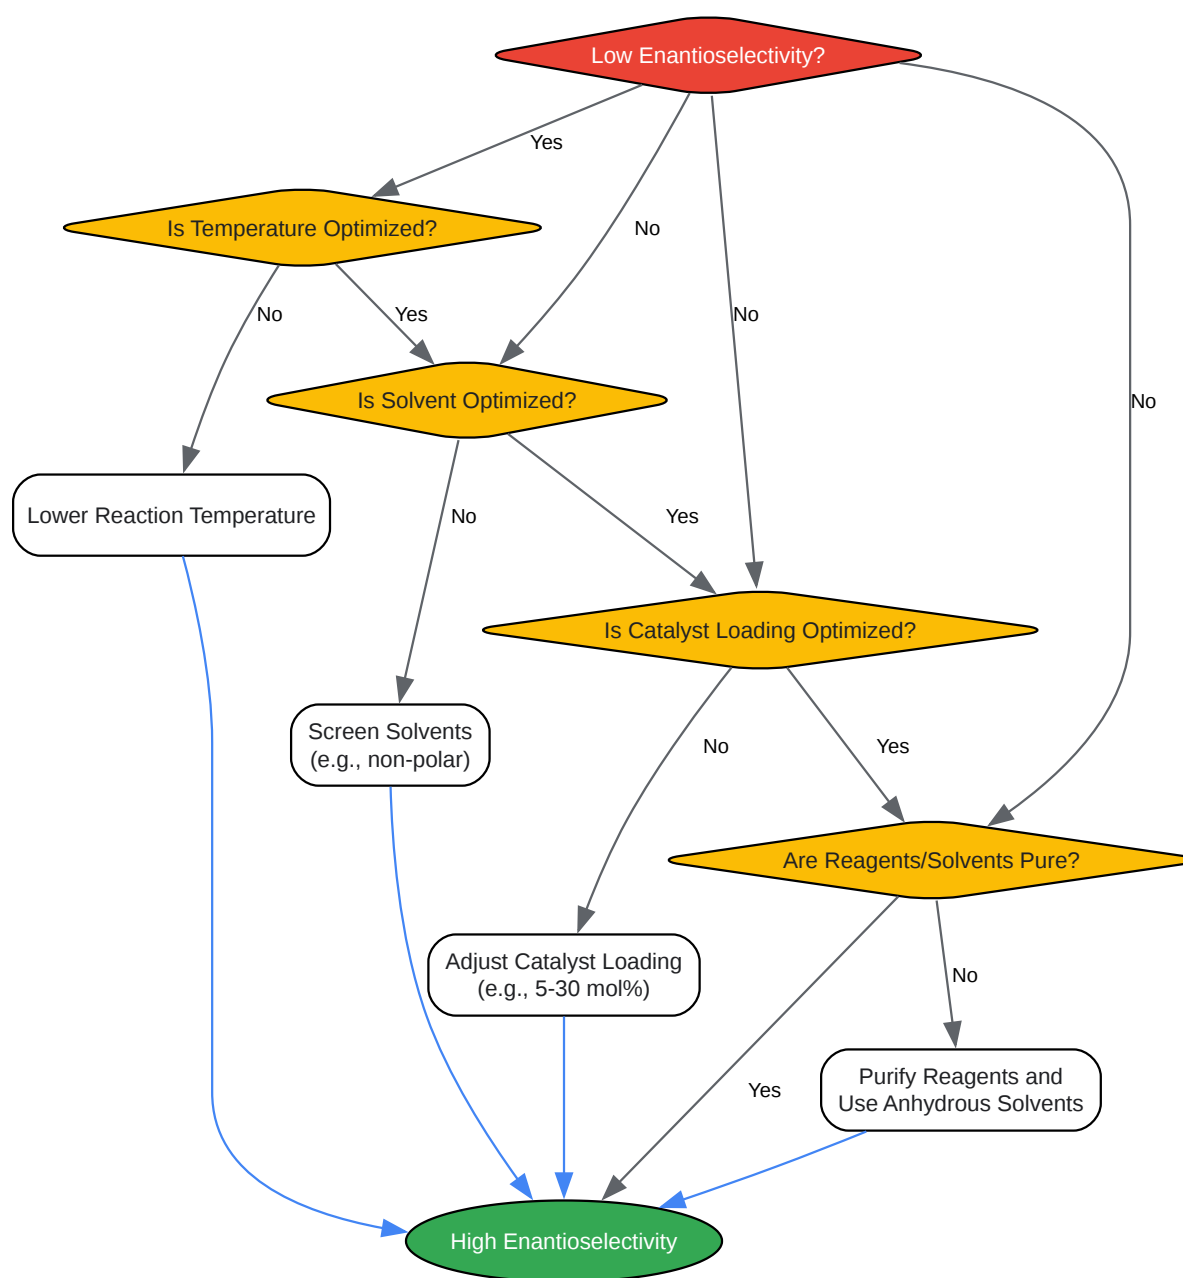 Low Enantioselectivity?
Yes
Is Temperature Optimized?
No
No
Yes
No
Is Solvent Optimized?
No
Lower Reaction Temperature
No
Yes
Is Catalyst Loading Optimized?
Screen Solvents
(e.g., non-polar)
No
Yes
Are Reagents/Solvents Pure?
Adjust Catalyst Loading
(e.g., 5-30 mol%)
No
Yes
Purify Reagents and
Use Anhydrous Solvents
High Enantioselectivity